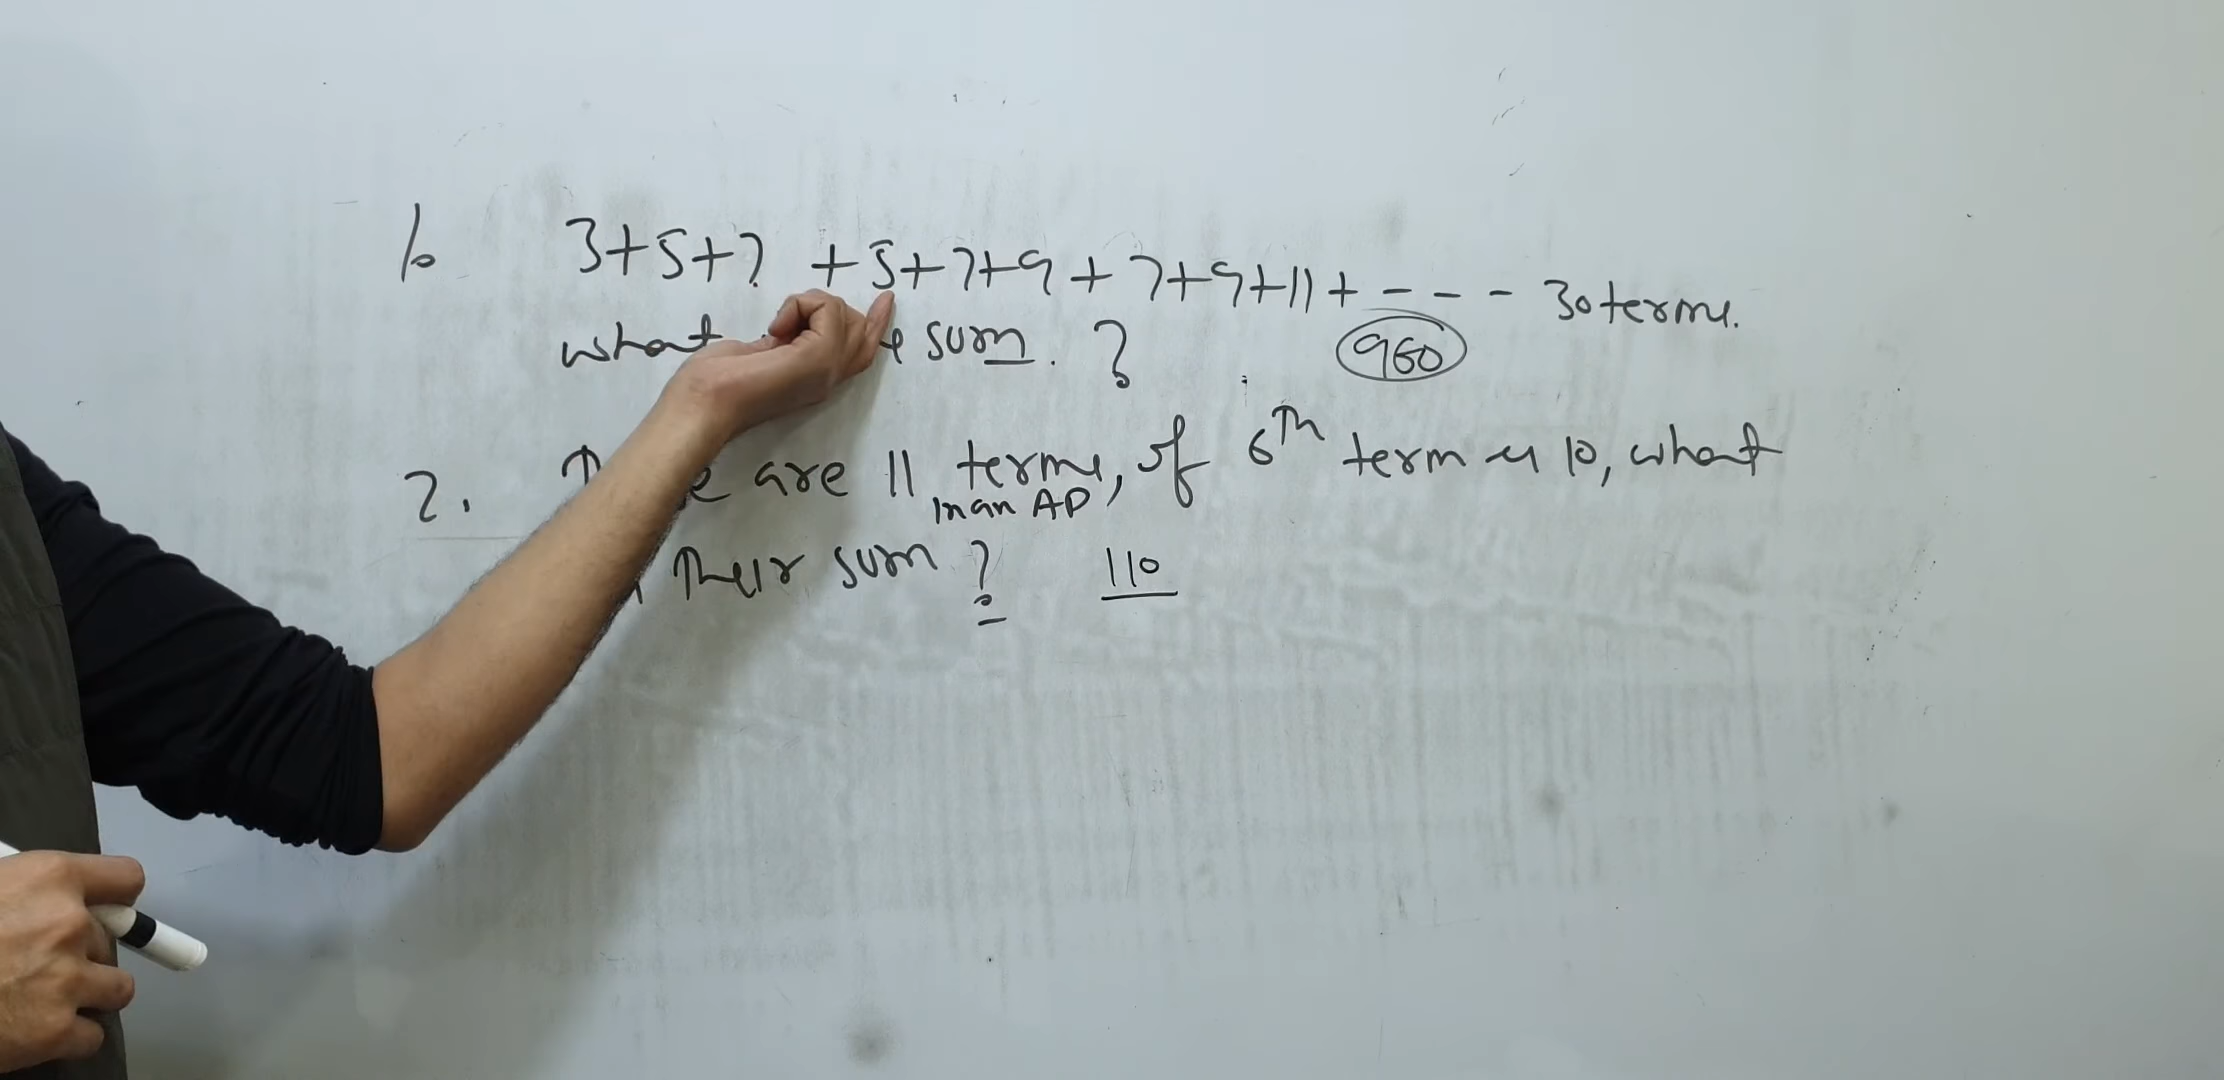 1. 3+5+7 +5+7+9+7+9+11+ - - - 30 terms.
what sum. ? 960
2. are 11 terms, of 6th term is 10, what
in an AP
Their sum ? 110